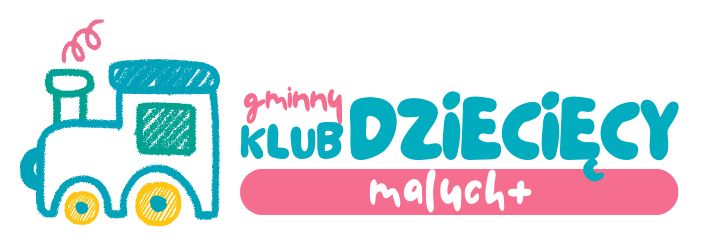 gminny
KLUB DZIECIĘCY
maluch+